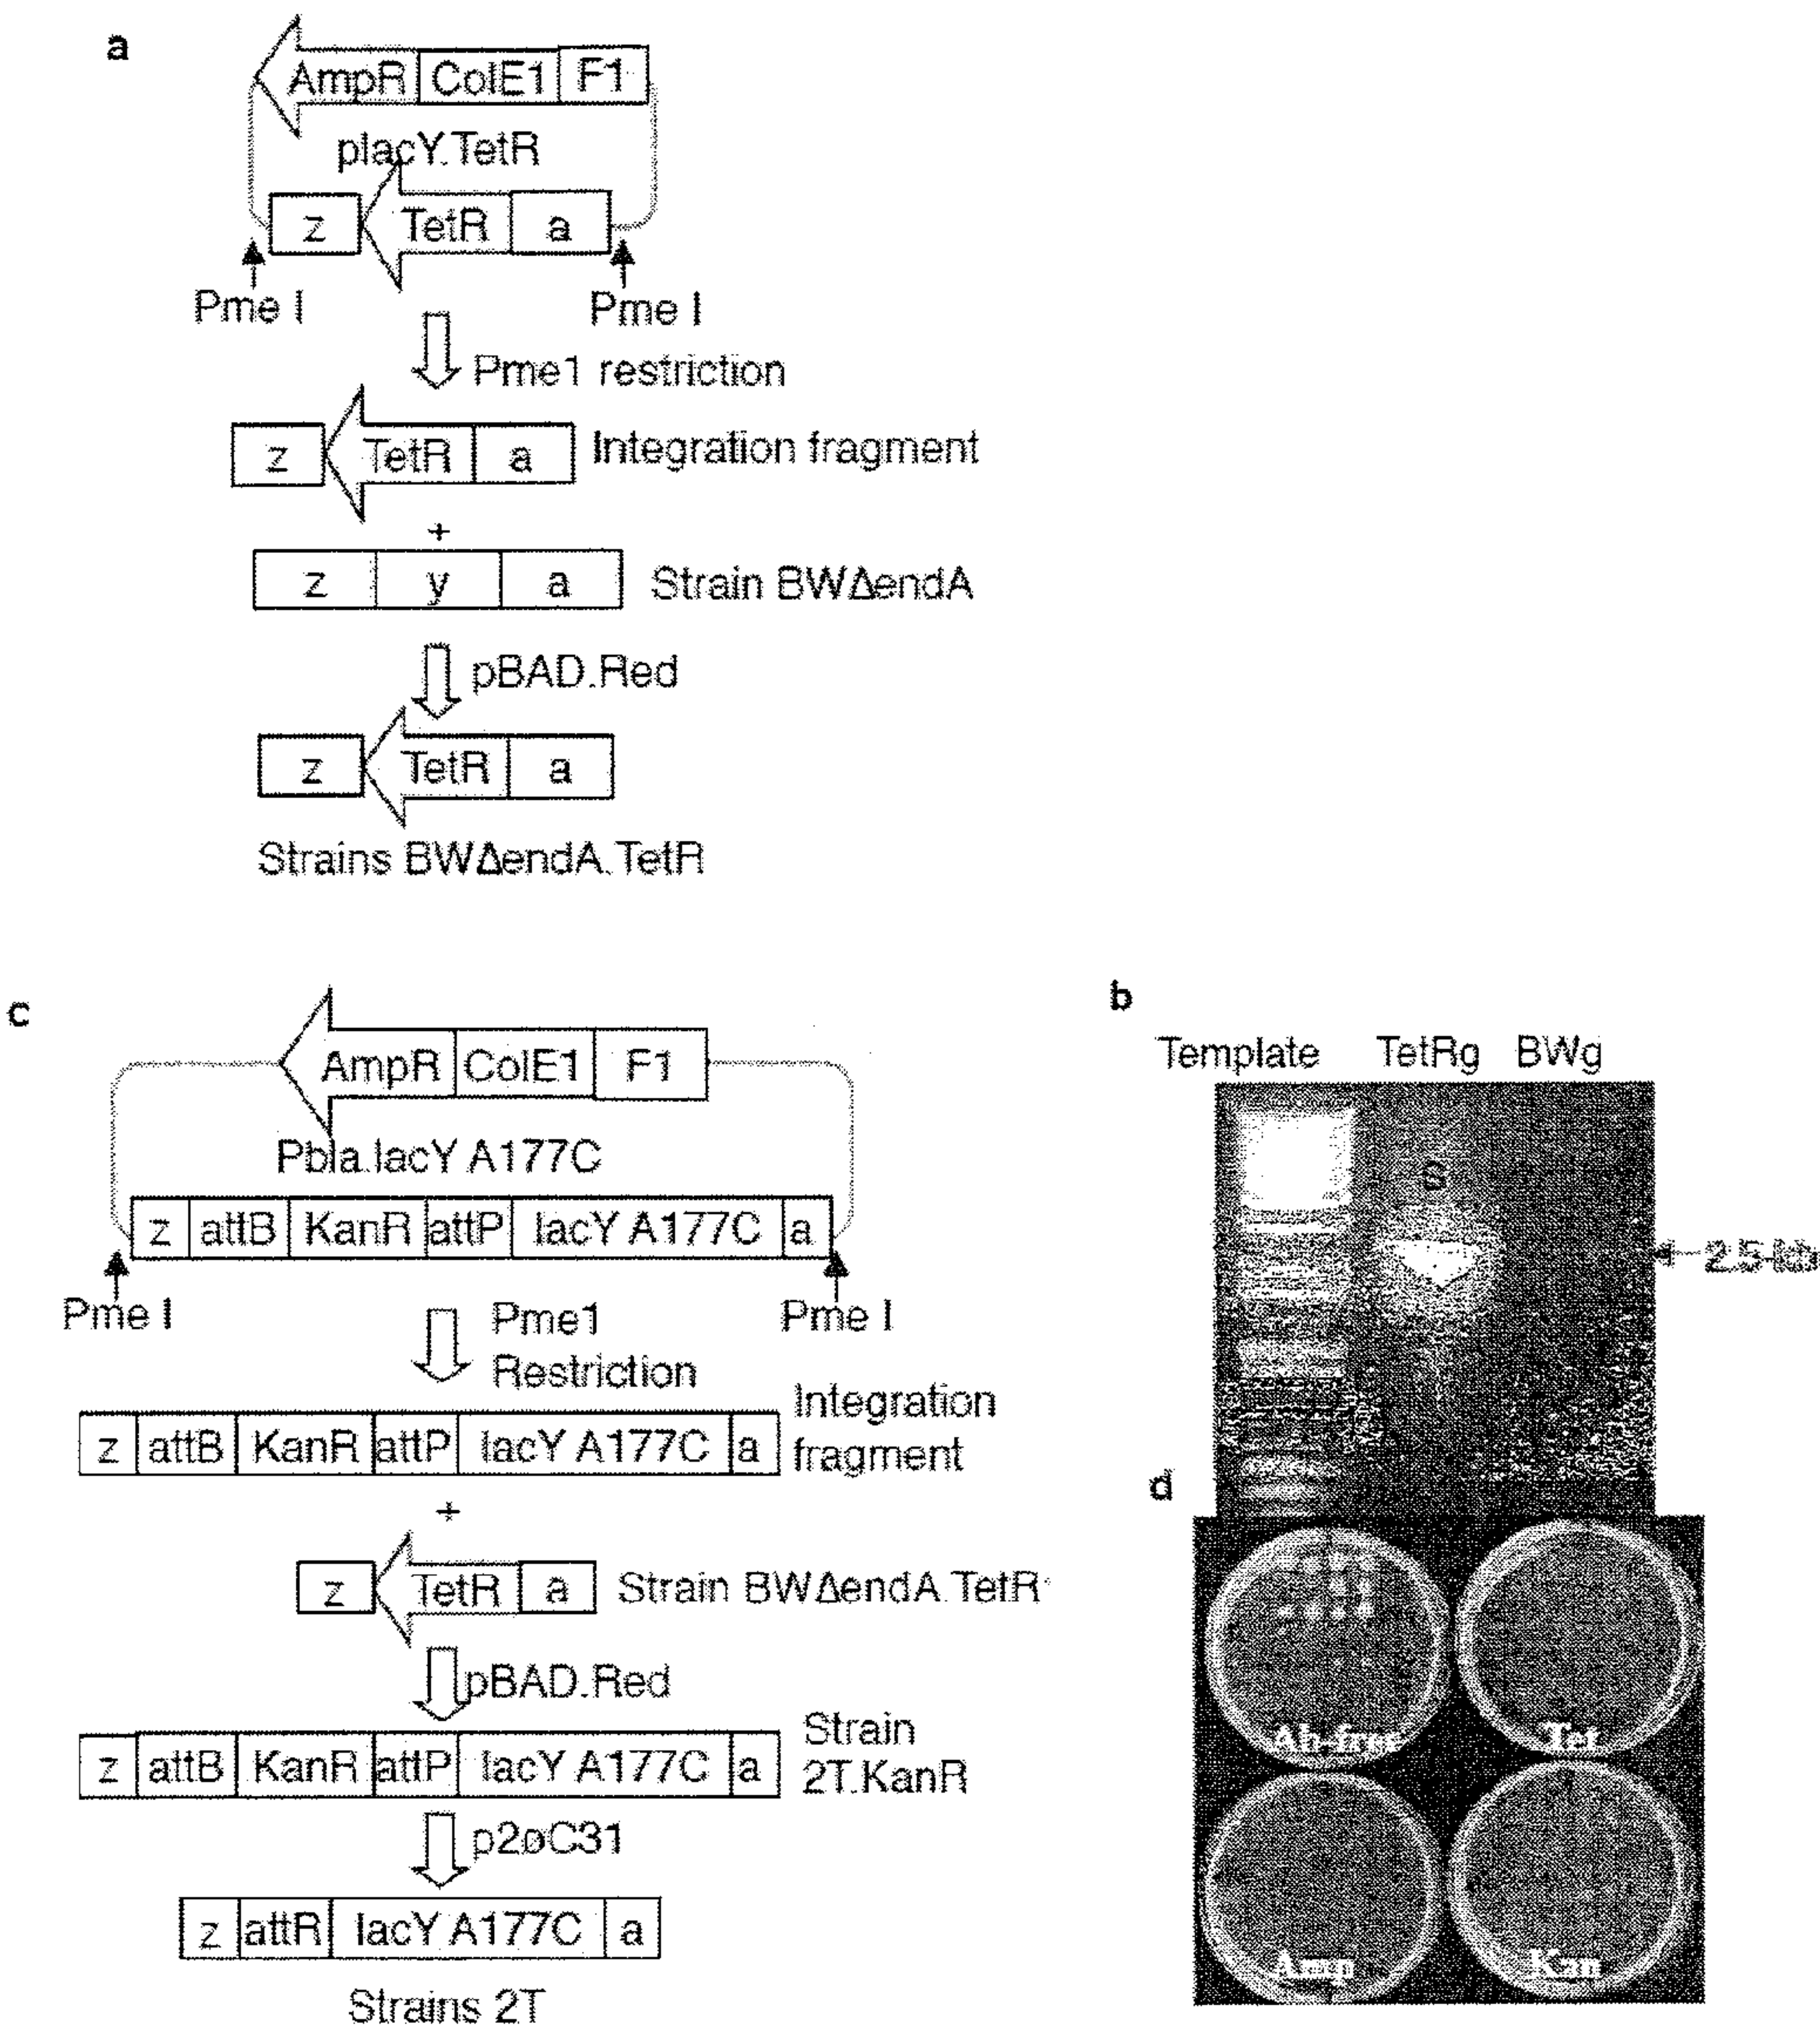 a
AmpR ColE1 F1
placY.TetR
z TetR a
Pme I Pme I
Pme1 restriction
z TetR a Integration fragment
+
z y a Strain BWΔendA
pBAD.Red
z TetR a
Strains BWΔendA.TetR
c
AmpR ColE1 F1
Pbla.lacY A177C
z attB KanR attP lacY A177C a
Pme I Pme I
Pme1
Restriction
z attB KanR attP lacY A177C a
Integration
fragment
+
z TetR a Strain BWΔendA.TetR
pBAD.Red
z attB KanR attP lacY A177C a
Strain
2T.KanR
p2øC31
z attR lacY A177C a
Strains 2T
b
Template TetRg BWg
2.5 kb
d
Tet
Amp
Kan